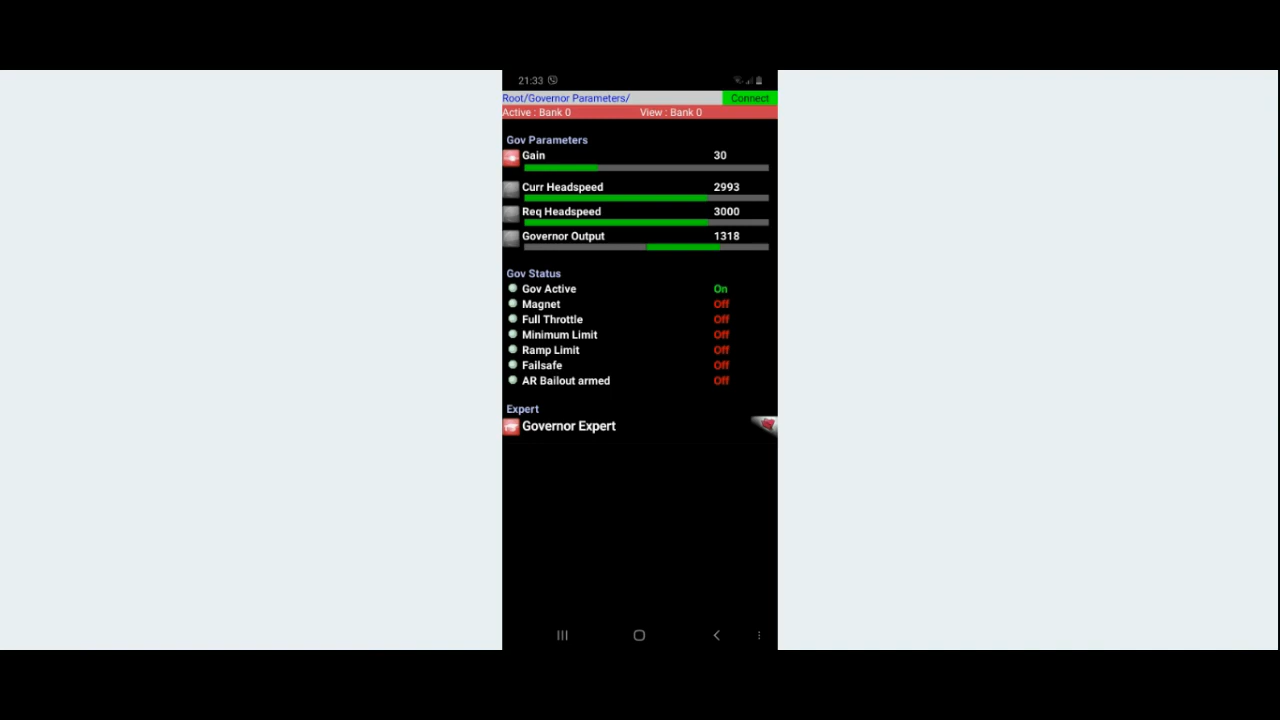 21:33
Root/Governor Parameters/ Connect
Active : Bank 0 View : Bank 0
Gov Parameters
Gain 30
Curr Headspeed 2993
Req Headspeed 3000
Governor Output 1318
Gov Status
Gov Active On
Magnet Off
Full Throttle Off
Minimum Limit Off
Ramp Limit Off
Failsafe Off
AR Bailout armed Off
Expert
Governor Expert